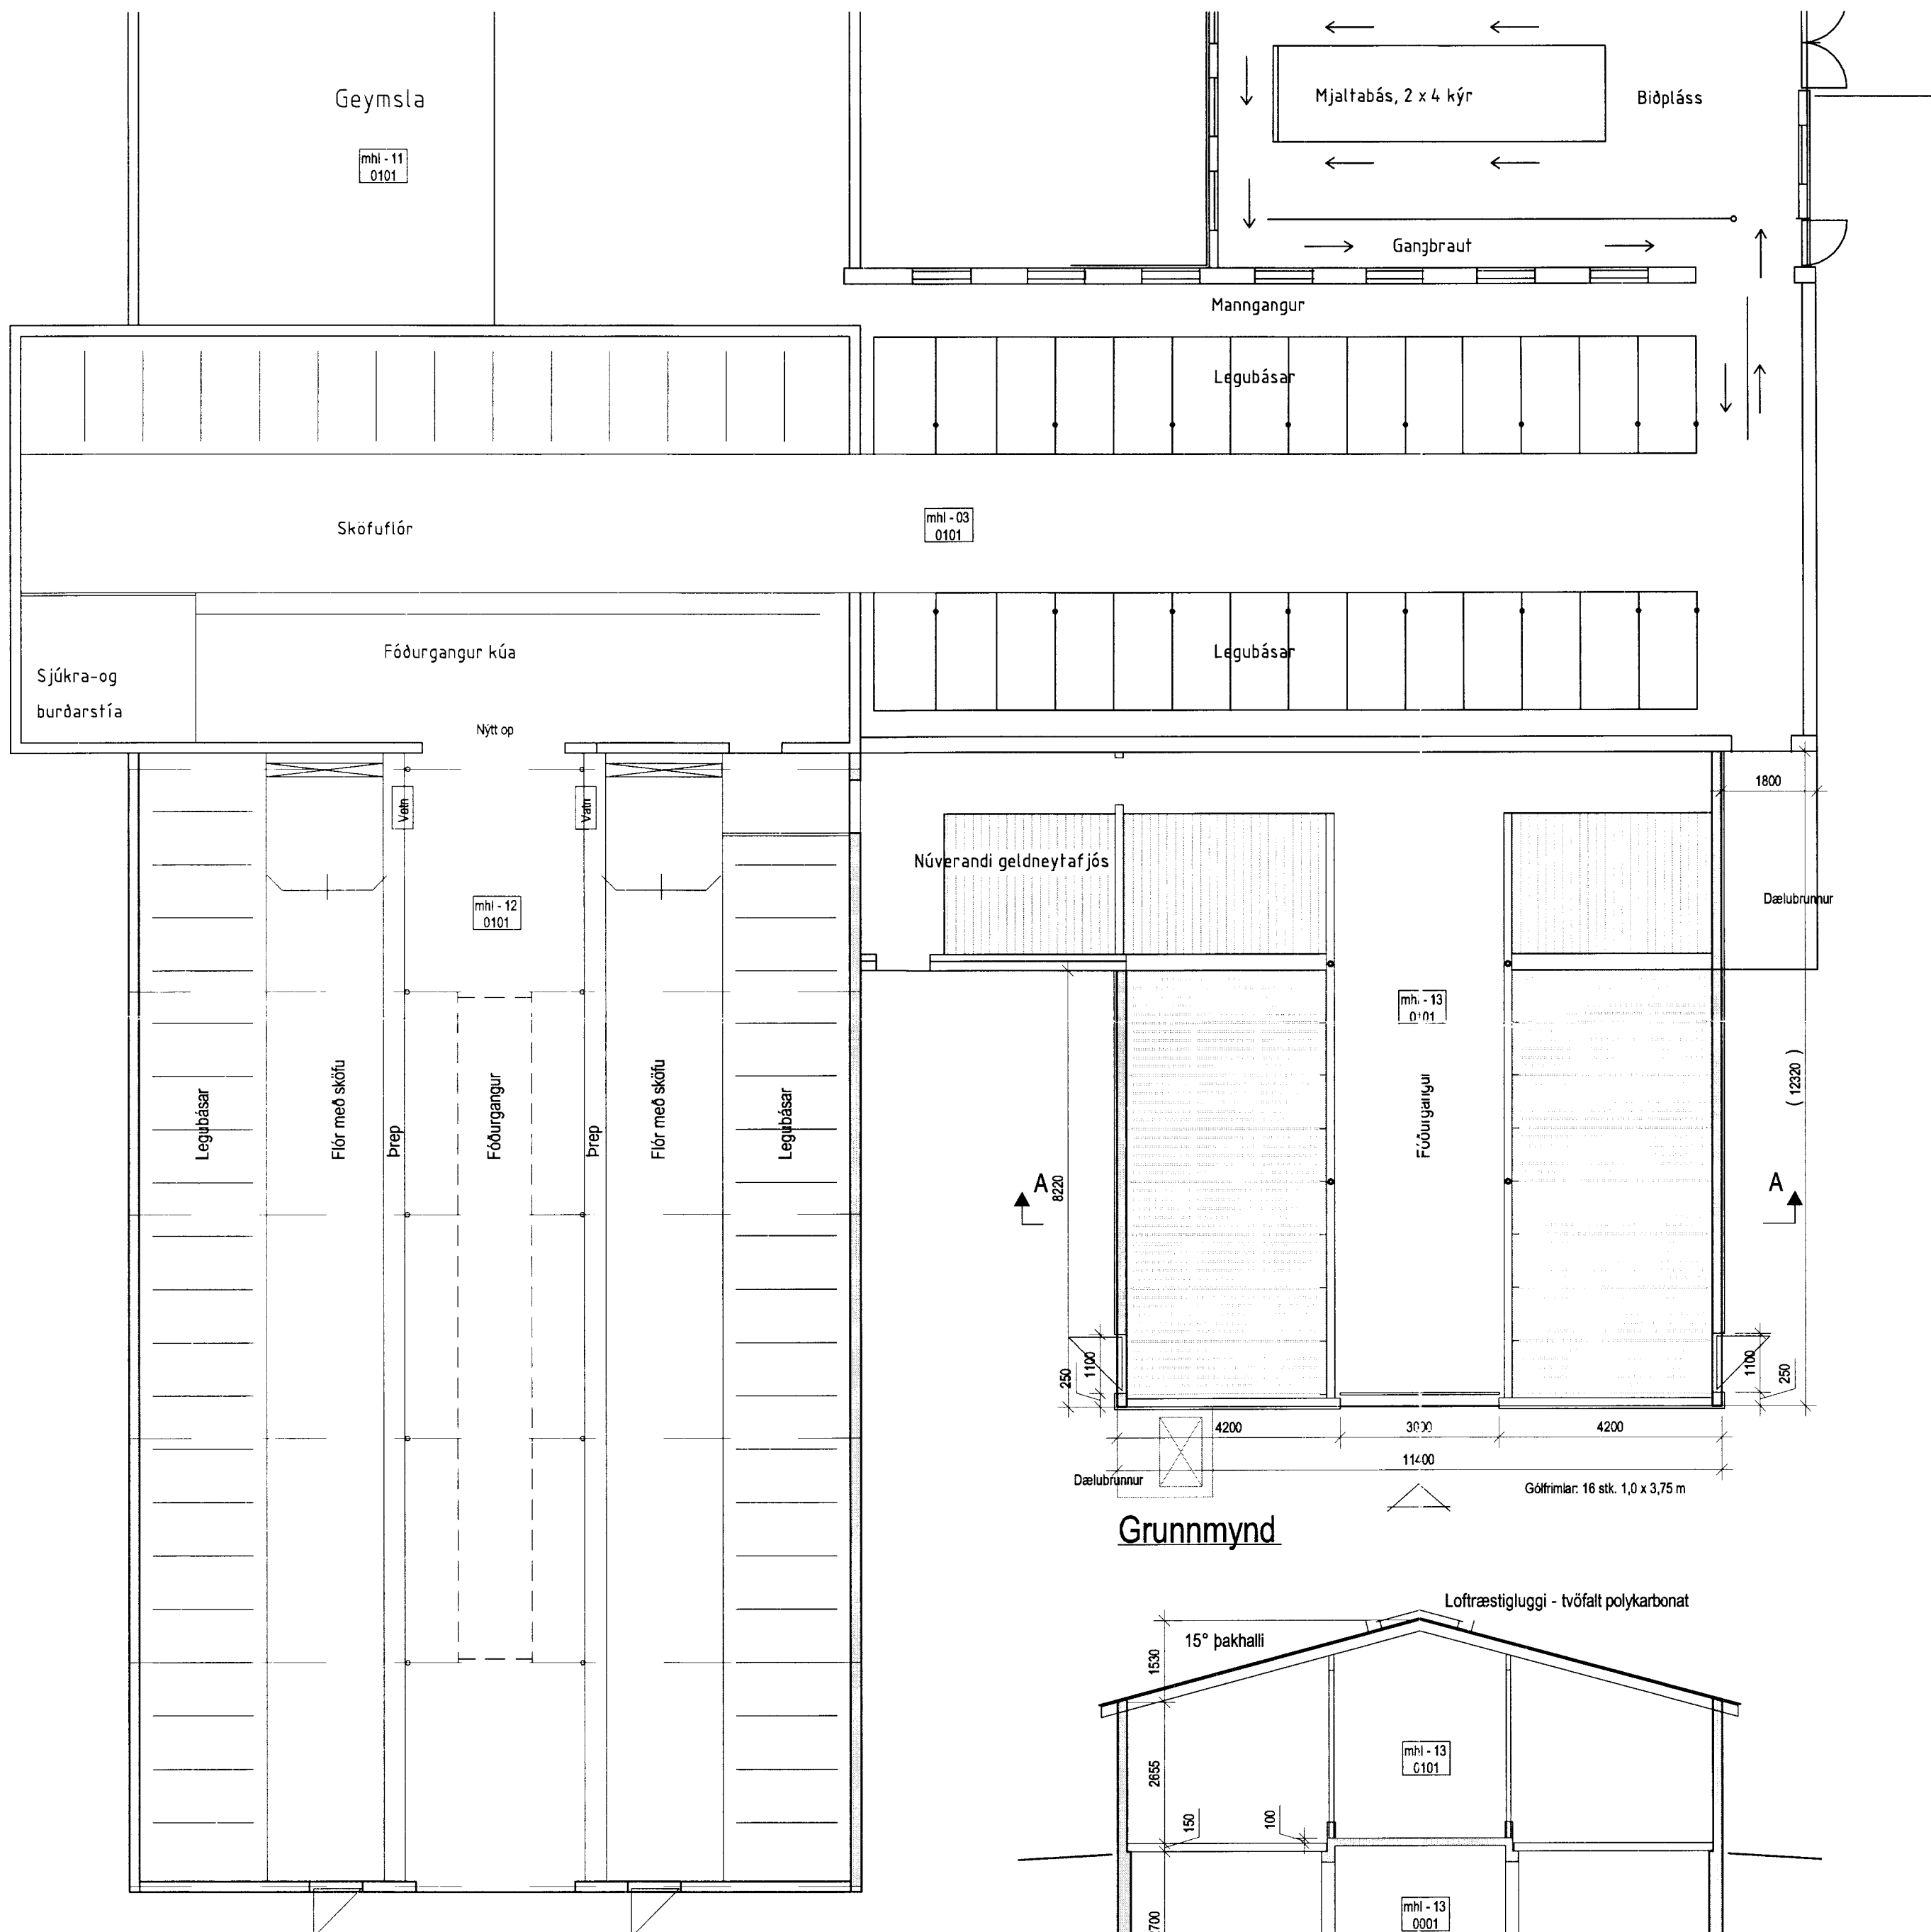 Geymsla
mhl - 11
0101
Mjaltabás, 2 x 4 kýr
Biðpláss
Gangbraut
Manngangur
Legubásar
Sköfuflór
mhl - 03
0101
Fóðurgangur kúa
Legubásar
Sjúkra-og
burðarstía
Nýtt op
Vatn
Vatn
1800
Núverandi geldneytafjós
Dælubrunnur
mhl - 12
0101
mhl - 13
0101
Legubásar
Flór með sköfu
Þrep
Fóðurgangur
Þrep
Flór með sköfu
Legubásar
Fóðurgangur
( 12320 )
A
8220
A
250
1100
1100
250
4200
3000
4200
11400
Dælubrunnur
Gólfrimlar: 16 stk. 1,0 x 3,75 m
Grunnmynd
Loftræstigluggi - tvöfalt polykarbonat
15° þakhalli
1530
mhl - 13
0101
2655
150
100
mhl - 13
0001